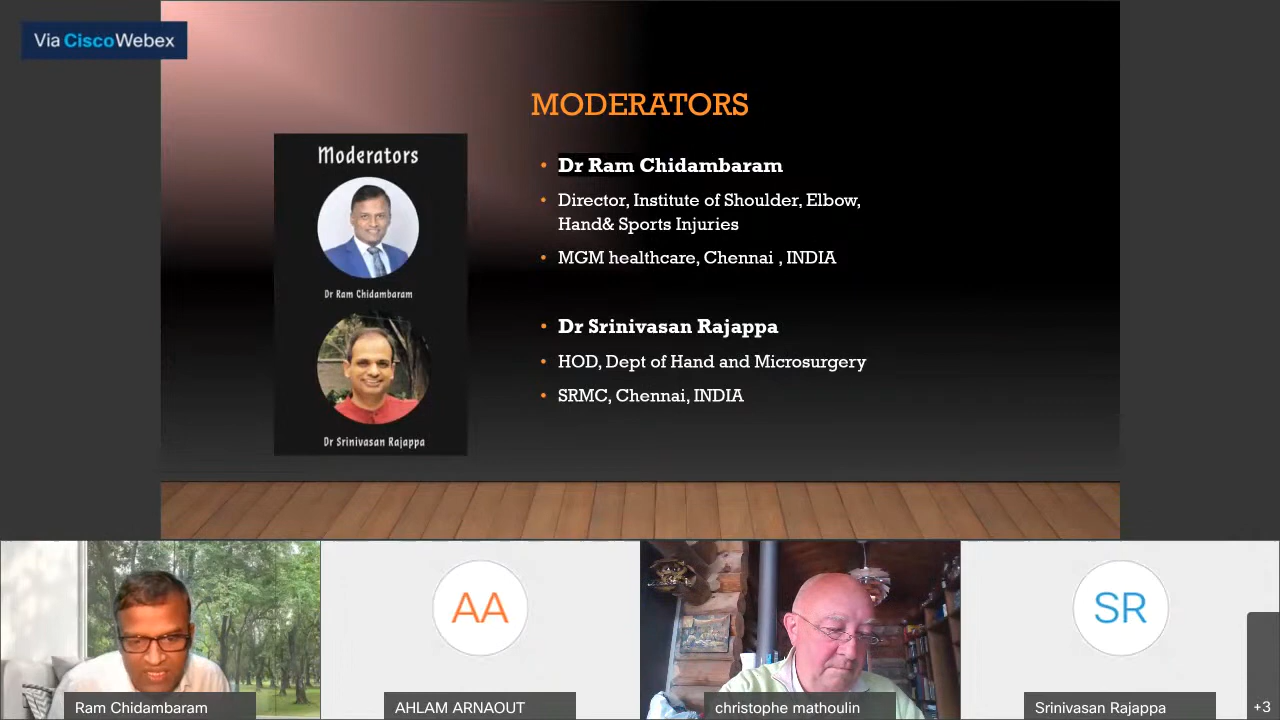 Via Cisco Webex
MODERATORS
Moderators
Dr Ram Chidambaram
Dr Srinivasan Rajappa
• Dr Ram Chidambaram
• Director, Institute of Shoulder, Elbow,
Hand& Sports Injuries
• MGM healthcare, Chennai , INDIA
• Dr Srinivasan Rajappa
• HOD, Dept of Hand and Microsurgery
• SRMC, Chennai, INDIA
AA
SR
Ram Chidambaram
AHLAM ARNAOUT
christophe mathoulin
Srinivasan Rajappa
+3